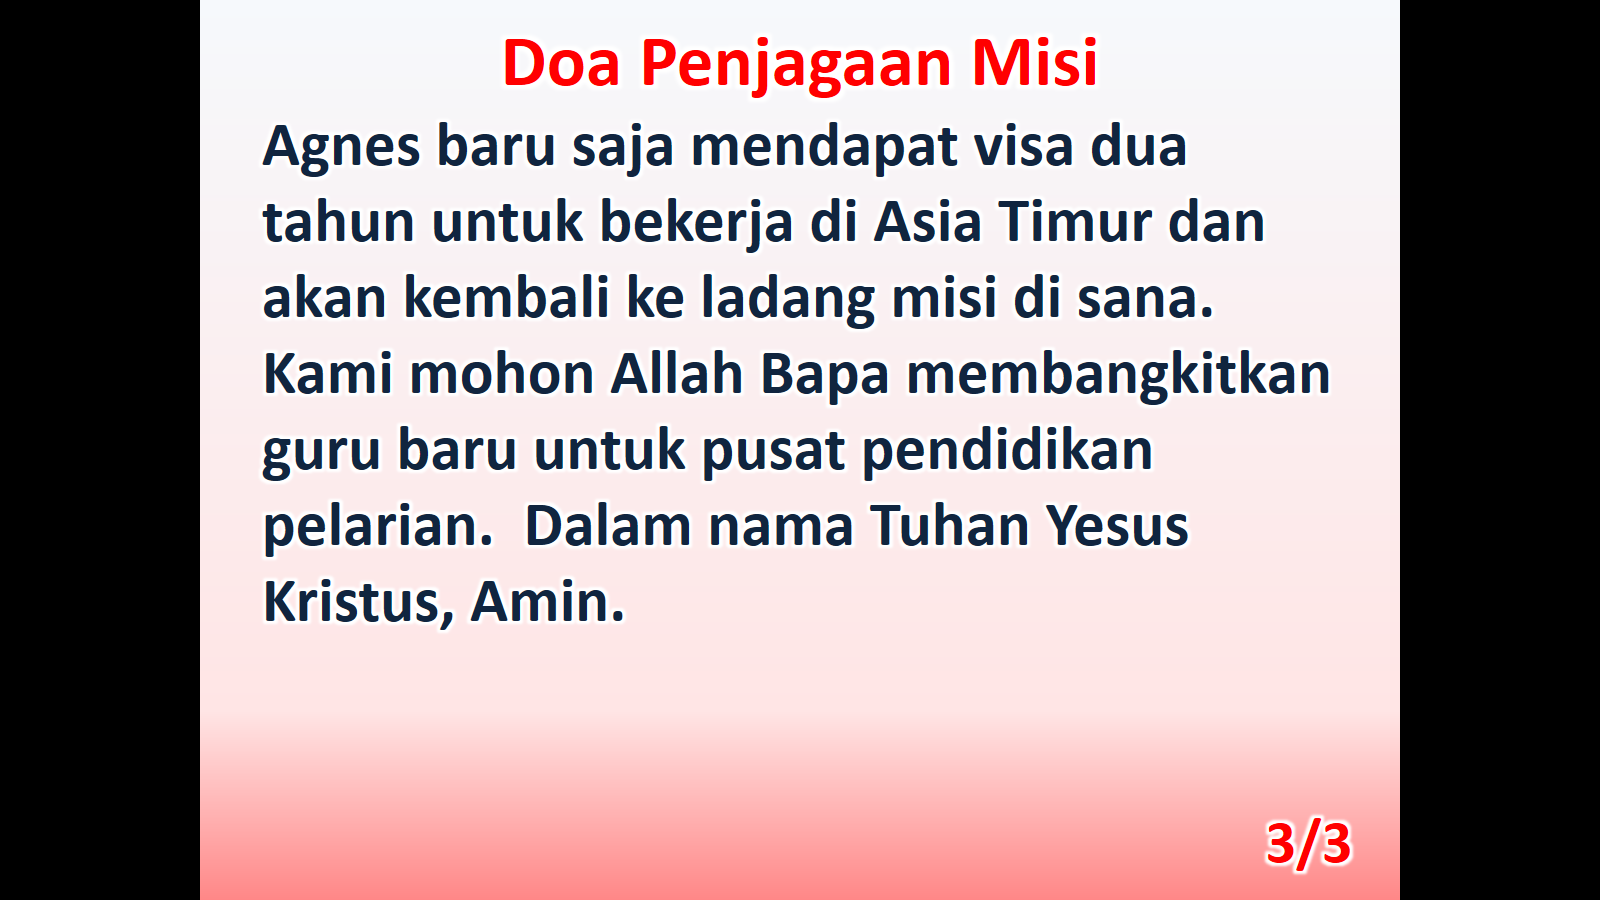 Doa Penjagaan Misi
Agnes baru saja mendapat visa dua
tahun untuk bekerja di Asia Timur dan
akan kembali ke ladang misi di sana.
Kami mohon Allah Bapa membangkitkan
guru baru untuk pusat pendidikan
pelarian.  Dalam nama Tuhan Yesus
Kristus, Amin.
3/3